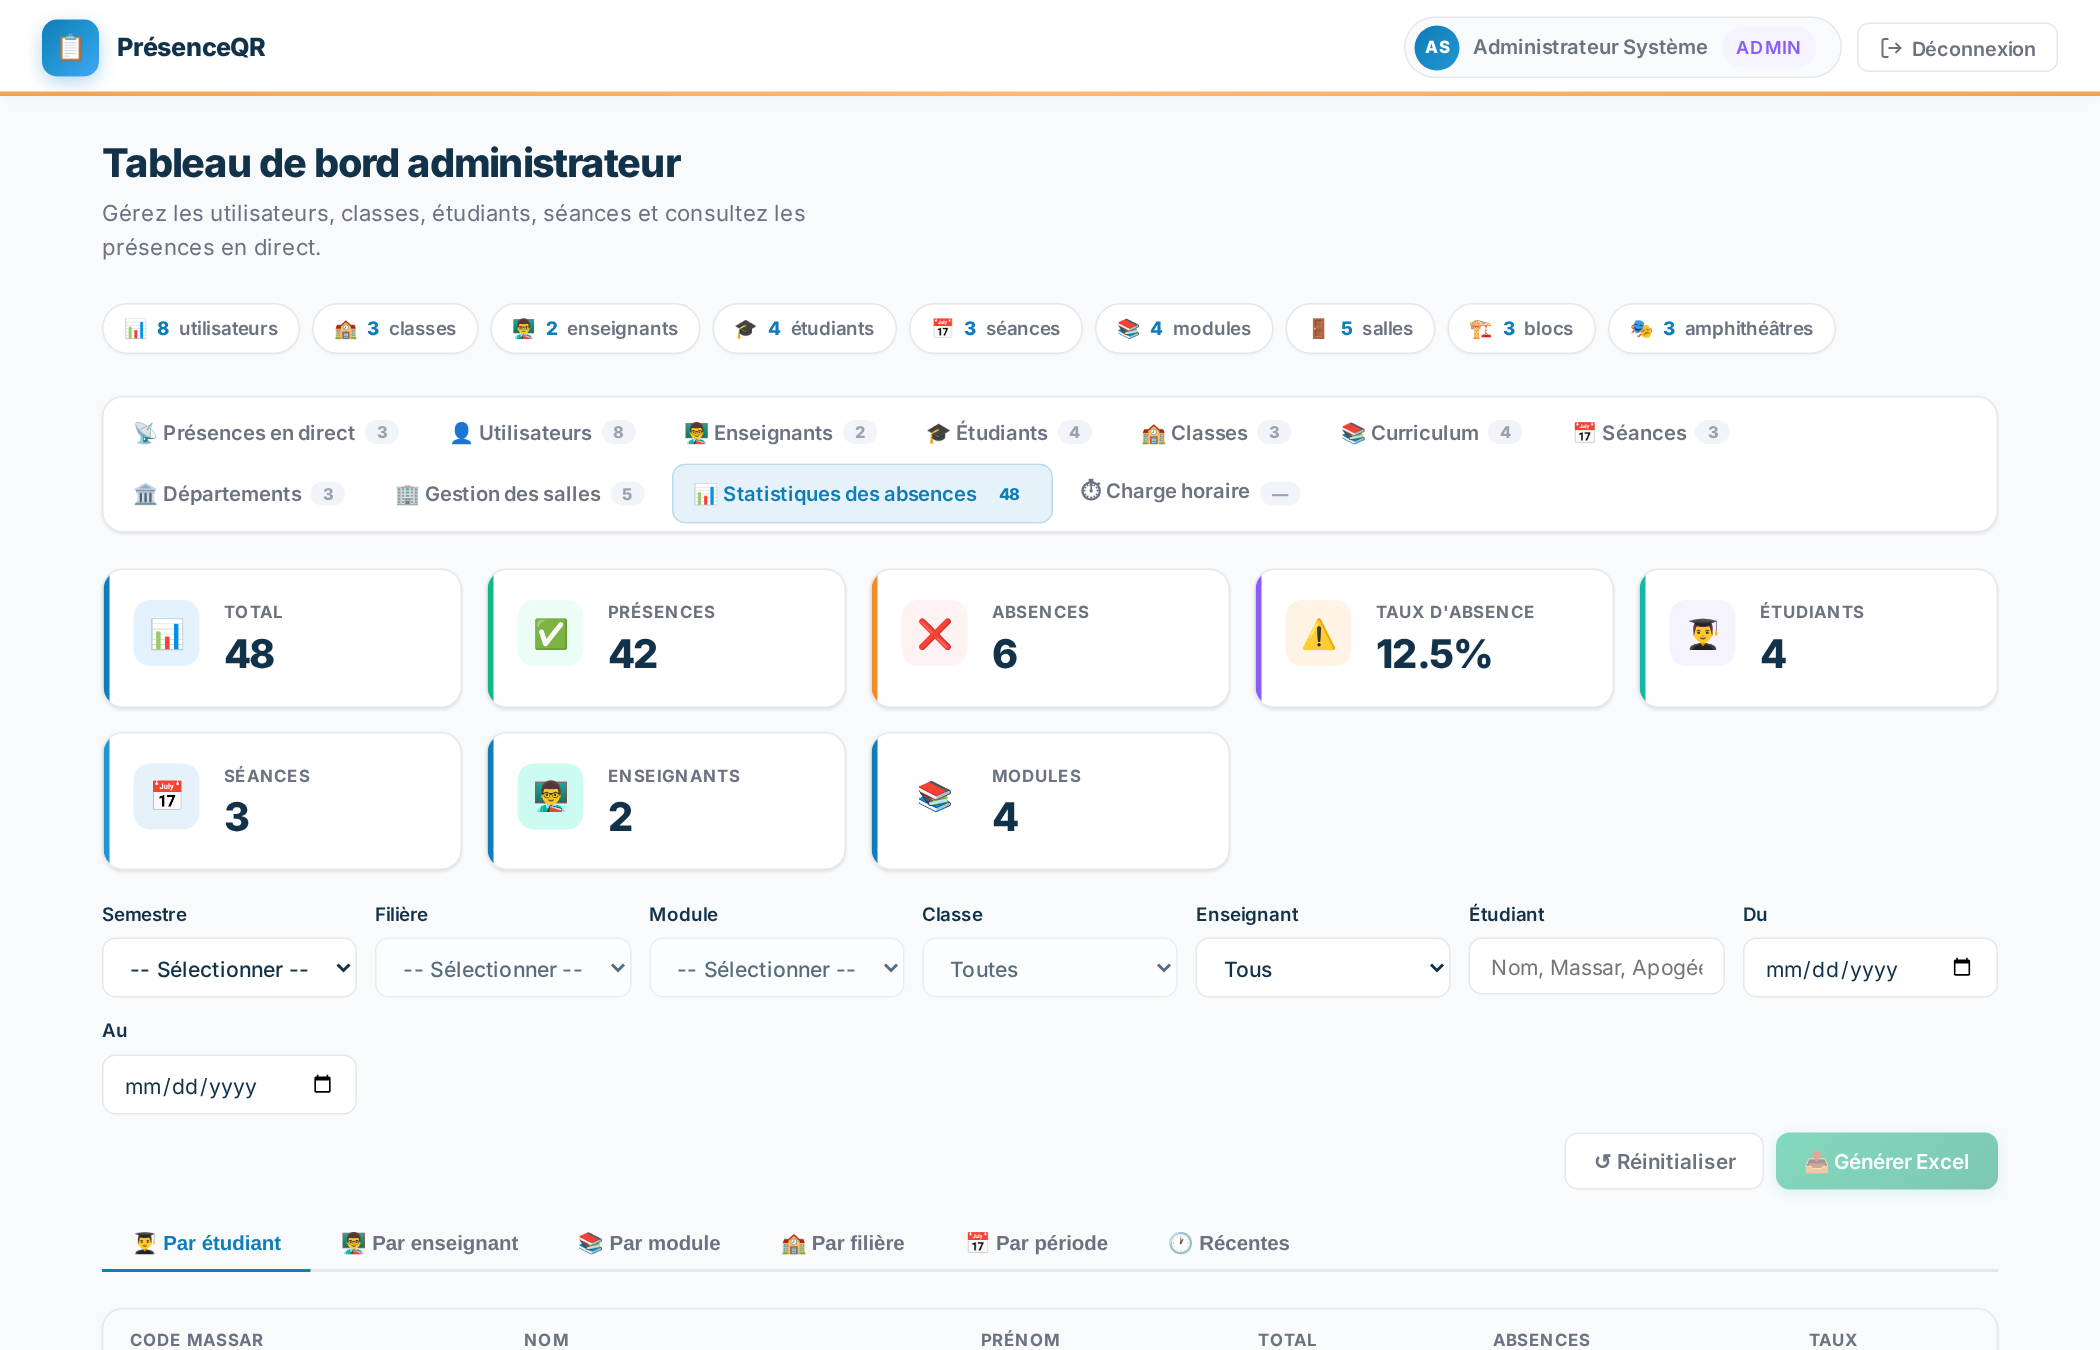 PrésenceQR
AS Administrateur Système ADMIN
Déconnexion
Tableau de bord administrateur
Gérez les utilisateurs, classes, étudiants, séances et consultez les
présences en direct.
8 utilisateurs
3 classes
2 enseignants
4 étudiants
3 séances
4 modules
5 salles
3 blocs
3 amphithéâtres
Présences en direct 3
Utilisateurs 8
Enseignants 2
Étudiants 4
Classes 3
Curriculum 4
Séances 3
Départements 3
Gestion des salles 5
Statistiques des absences 48
Charge horaire —
TOTAL
48
PRÉSENCES
42
ABSENCES
6
TAUX D'ABSENCE
12.5%
ÉTUDIANTS
4
SÉANCES
3
ENSEIGNANTS
2
MODULES
4
Semestre
-- Sélectionner --
Filière
-- Sélectionner --
Module
-- Sélectionner --
Classe
Toutes
Enseignant
Tous
Étudiant
Nom, Massar, Apogée
Du
mm/dd/yyyy
Au
mm/dd/yyyy
↺ Réinitialiser
Générer Excel
Par étudiant
Par enseignant
Par module
Par filière
Par période
Récentes
CODE MASSAR NOM PRÉNOM TOTAL ABSENCES TAUX